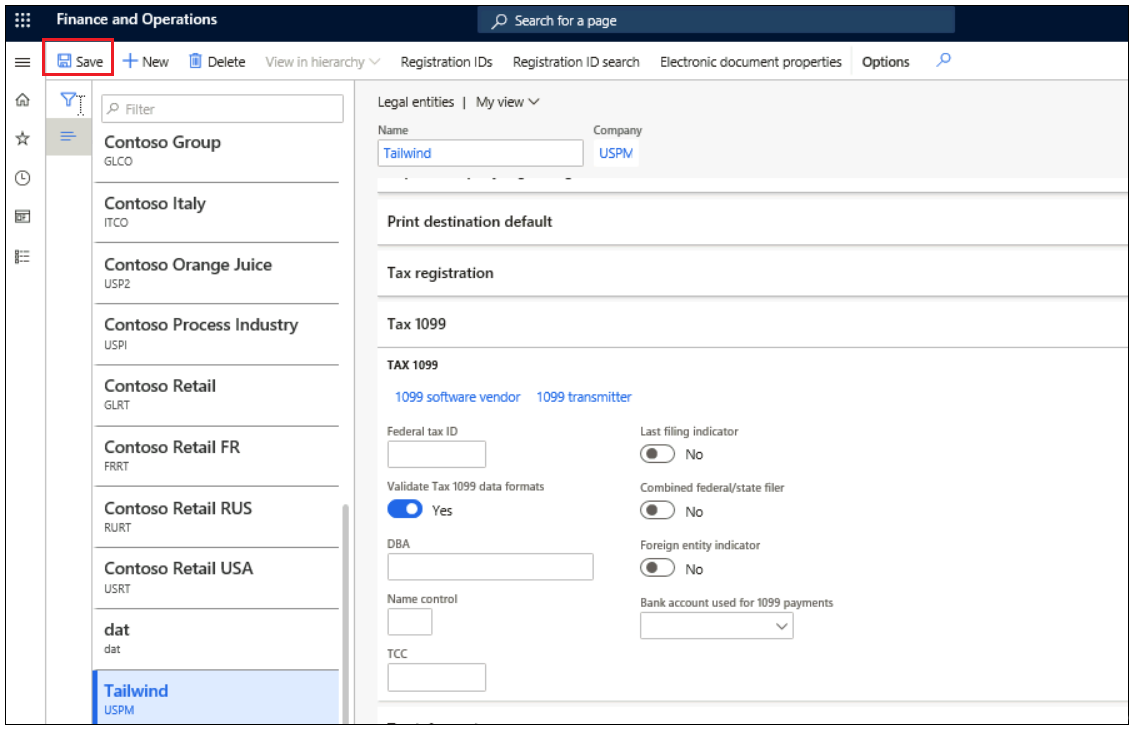 Finance and Operations
Search for a page
Save
New
Delete
View in hierarchy
Registration IDs
Registration ID search
Electronic document properties
Options
Filter
Contoso Group
GLCO
Contoso Italy
ITCO
Contoso Orange Juice
USP2
Contoso Process Industry
USPI
Contoso Retail
GLRT
Contoso Retail FR
FRRT
Contoso Retail RUS
RURT
Contoso Retail USA
USRT
dat
dat
Tailwind
USPM
Legal entities | My view
Name
Company
Tailwind
USPM
Print destination default
Tax registration
Tax 1099
TAX 1099
1099 software vendor
1099 transmitter
Federal tax ID
Validate Tax 1099 data formats
Yes
DBA
Name control
TCC
Last filing indicator
No
Combined federal/state filer
No
Foreign entity indicator
No
Bank account used for 1099 payments